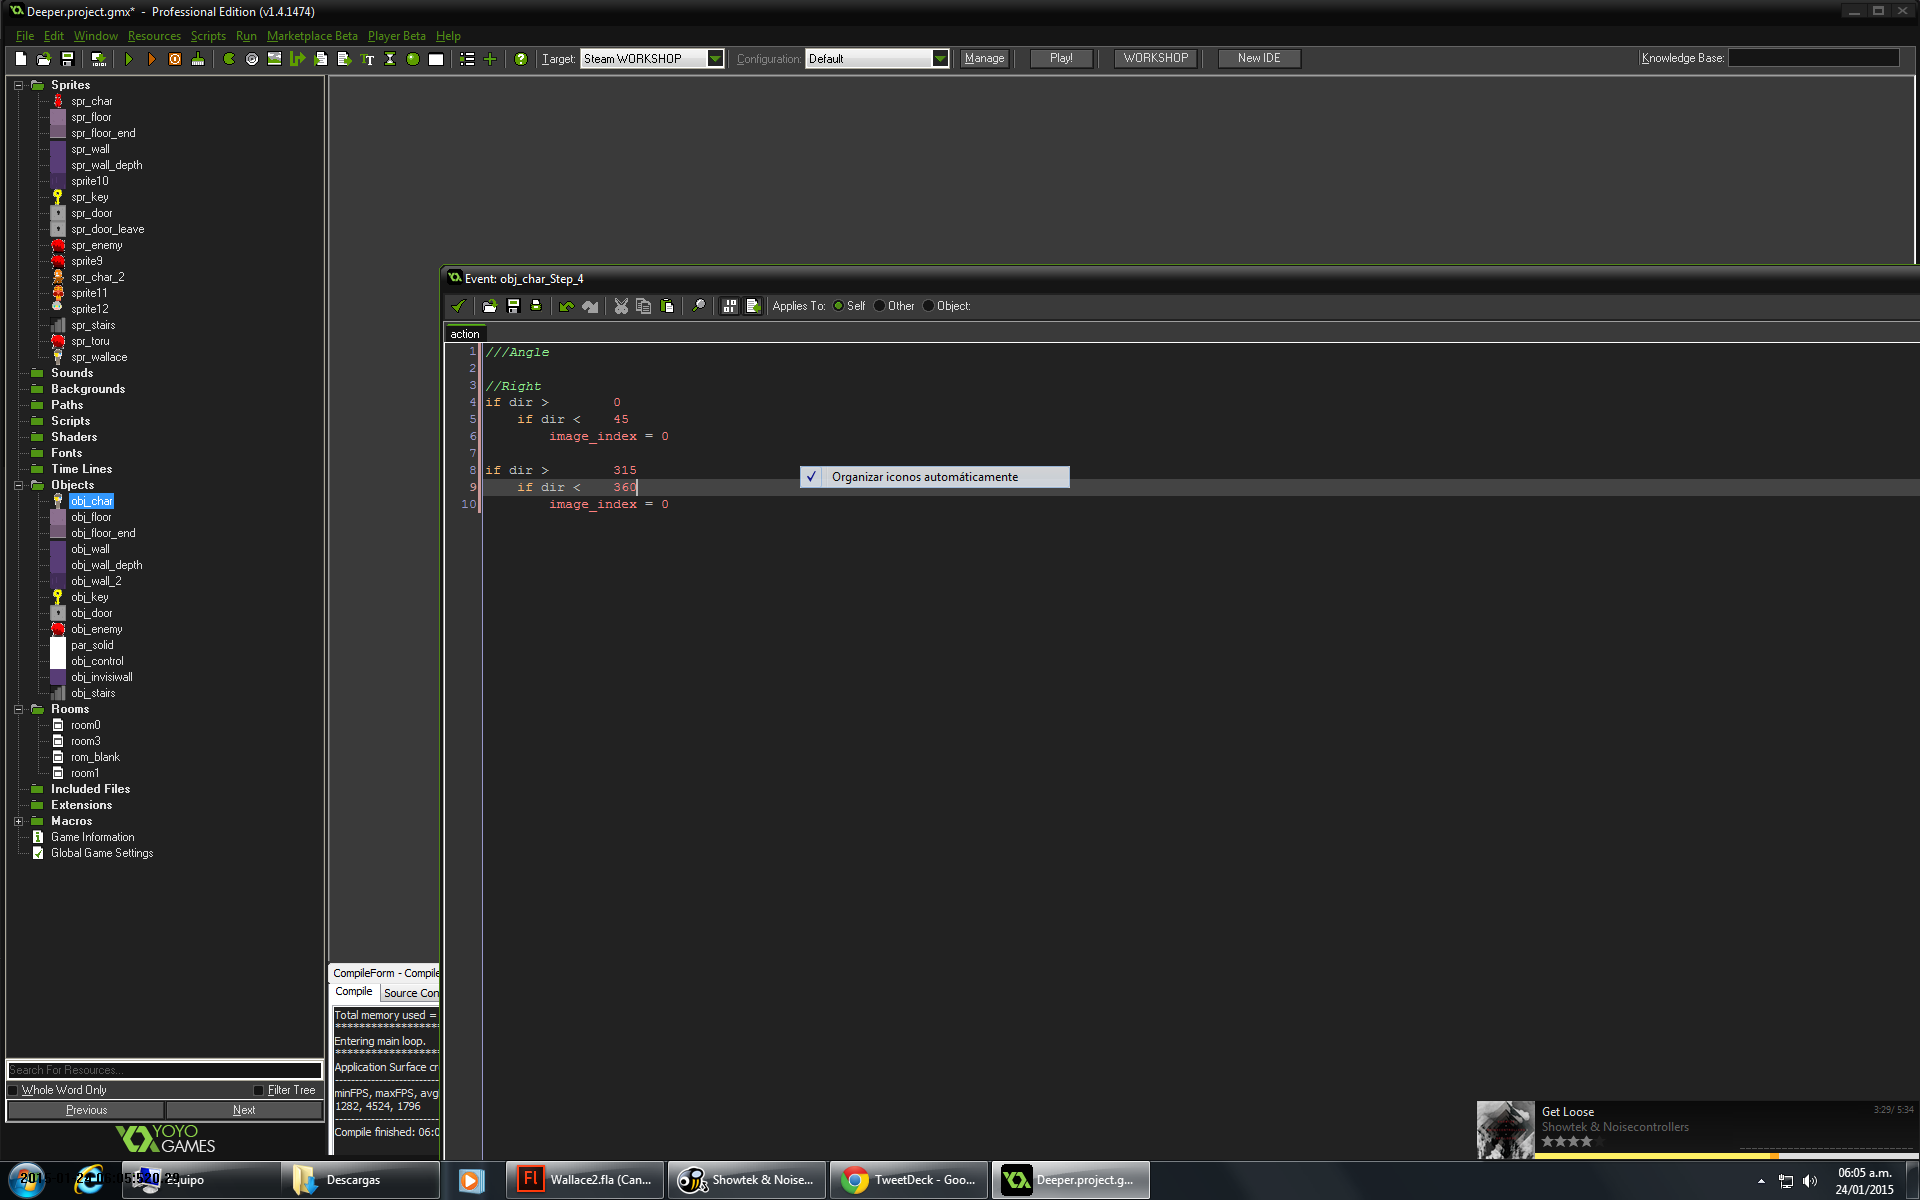 Deeper.project.gmx* - Professional Edition (v1.4.1474)
File Edit Window Resources Scripts Run Marketplace Beta Player Beta Help
Target: Steam WORKSHOP Configuration: Default Manage Play! WORKSHOP New IDE Knowledge Base:
Sprites
spr_char
spr_floor
spr_floor_end
spr_wall
spr_wall_depth
sprite10
spr_key
spr_door
spr_door_leave
spr_enemy
sprite9
spr_char_2
sprite11
sprite12
spr_stairs
spr_toru
spr_wallace
Sounds
Backgrounds
Paths
Scripts
Shaders
Fonts
Time Lines
Objects
obj_char
obj_floor
obj_floor_end
obj_wall
obj_wall_depth
obj_wall_2
obj_key
obj_door
obj_enemy
par_solid
obj_control
obj_invisiwall
obj_stairs
Rooms
room0
room3
rom_blank
room1
Included Files
Extensions
Macros
Game Information
Global Game Settings
Search For Resources...
Whole Word Only Filter Tree
Previous Next
YOYO
GAMES
Event: obj_char_Step_4
Applies To: Self Other Object:
action
1 ///Angle
2
3 //Right
4 if dir > 0
5 if dir < 45
6 image_index = 0
7
8 if dir > 315
9 if dir < 360
10 image_index = 0
Organizar iconos automáticamente
CompileForm - Compile
Compile Source Con
Total memory used =
Entering main loop.
Application Surface cr
minFPS, maxFPS, avg
1282, 4524, 1796
Compile finished: 06:0
Get Loose 3:29/ 5:34
Showtek & Noisecontrollers
Equipo Descargas Wallace2.fla (Can... Showtek & Noise... TweetDeck - Goo... Deeper.project.g...
06:05 a.m.
24/01/2015